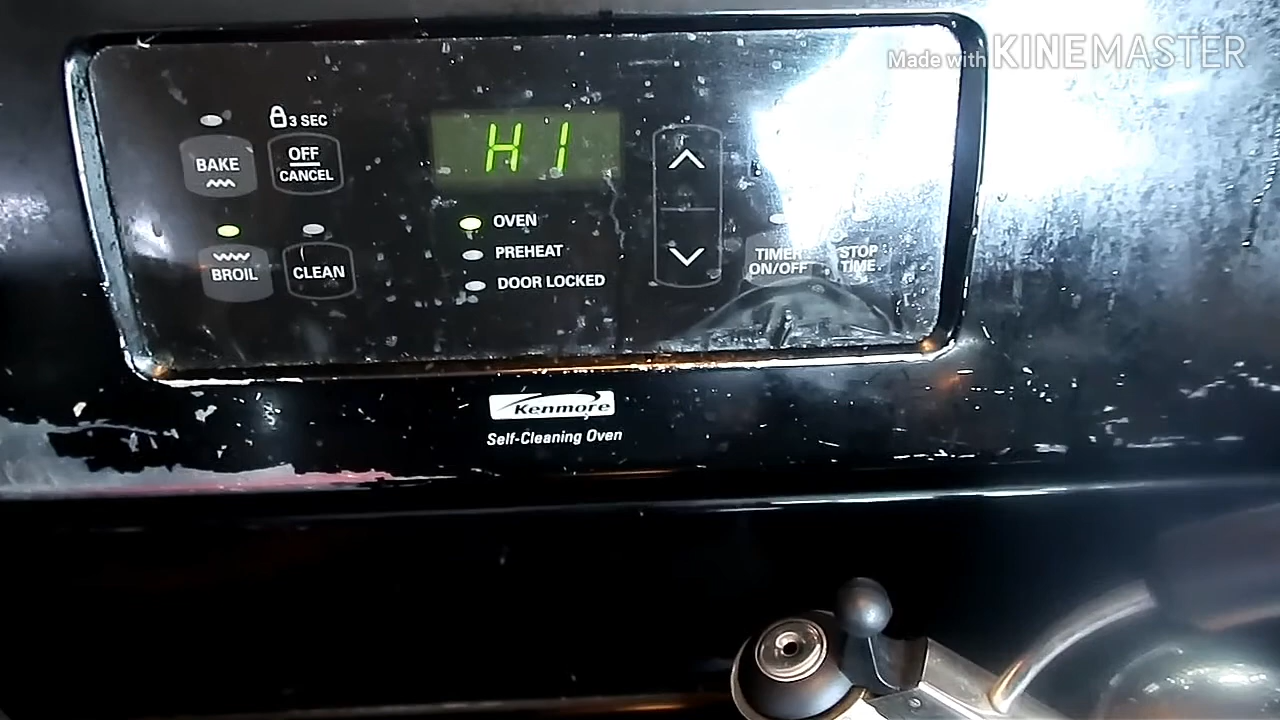 Made with KINEMASTER
3 SEC
BAKE
OFF
CANCEL
HI
OVEN
PREHEAT
DOOR LOCKED
BROIL
CLEAN
TIMER
ON/OFF
STOP
TIME
Kenmore
Self-Cleaning Oven